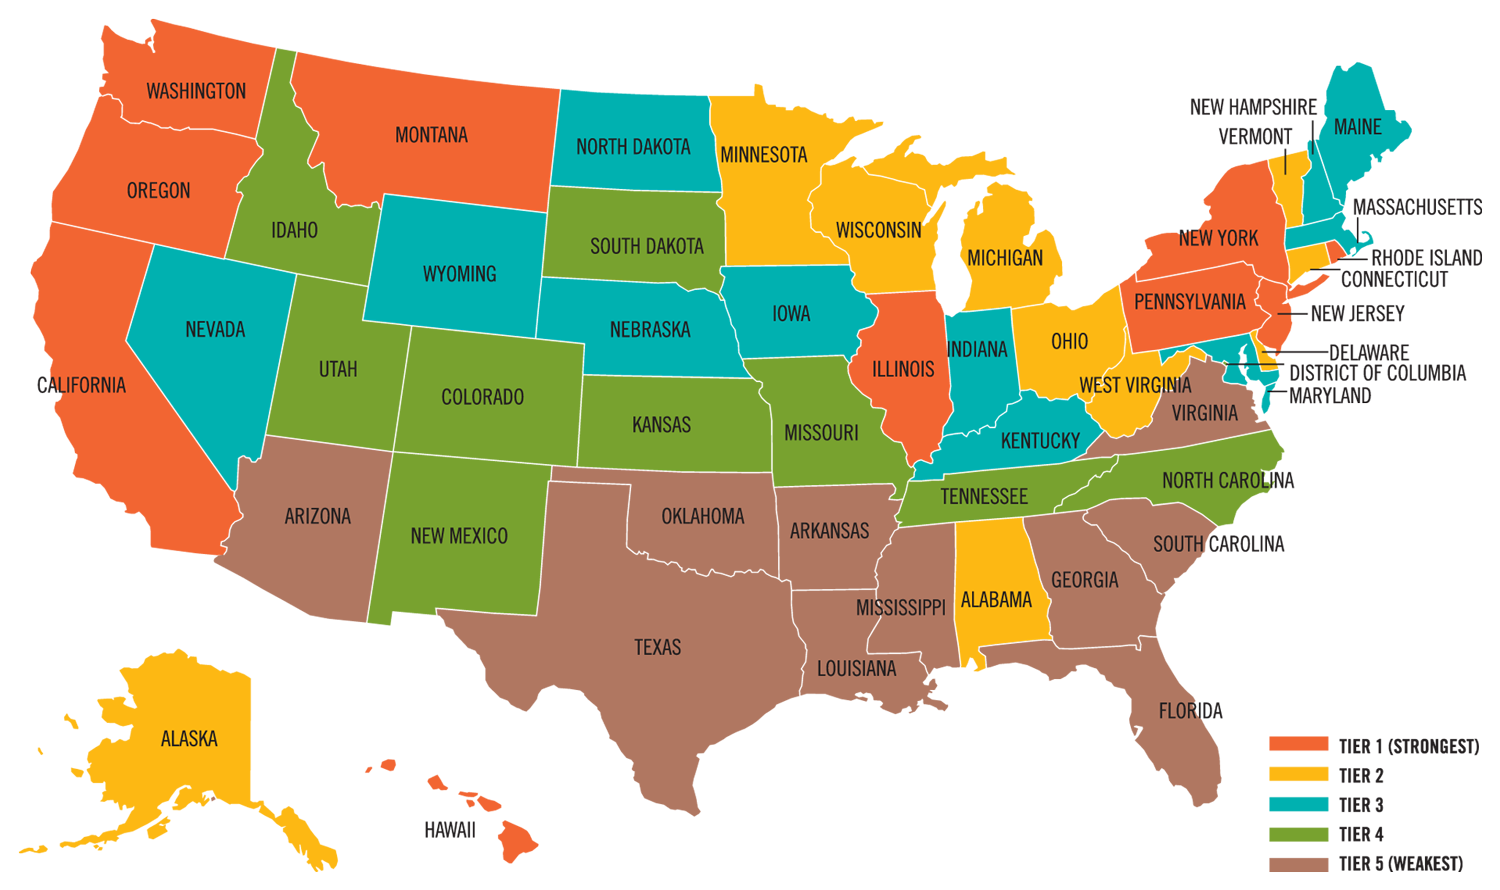 WASHINGTON
MONTANA
NORTH DAKOTA
MINNESOTA
NEW HAMPSHIRE
VERMONT
MAINE
OREGON
IDAHO
WYOMING
SOUTH DAKOTA
WISCONSIN
MICHIGAN
NEW YORK
MASSACHUSETTS
RHODE ISLAND
CONNECTICUT
NEVADA
NEBRASKA
IOWA
PENNSYLVANIA
NEW JERSEY
CALIFORNIA
UTAH
COLORADO
ILLINOIS
INDIANA
OHIO
DELAWARE
DISTRICT OF COLUMBIA
WEST VIRGINIA
MARYLAND
KANSAS
MISSOURI
KENTUCKY
VIRGINIA
ARIZONA
NEW MEXICO
OKLAHOMA
ARKANSAS
TENNESSEE
NORTH CAROLINA
SOUTH CAROLINA
GEORGIA
ALABAMA
MISSISSIPPI
TEXAS
LOUISIANA
FLORIDA
ALASKA
HAWAII
TIER 1 (STRONGEST)
TIER 2
TIER 3
TIER 4
TIER 5 (WEAKEST)